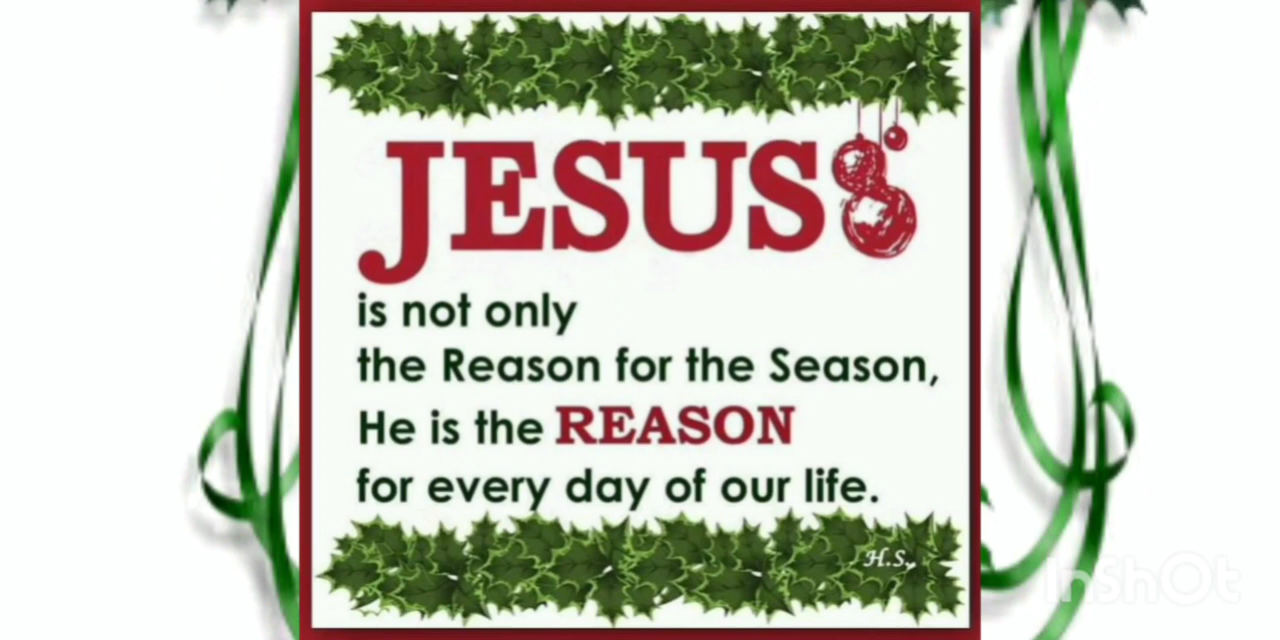 JESUS
is not only
the Reason for the Season,
He is the REASON
for every day of our life.
H.S.
InShOt